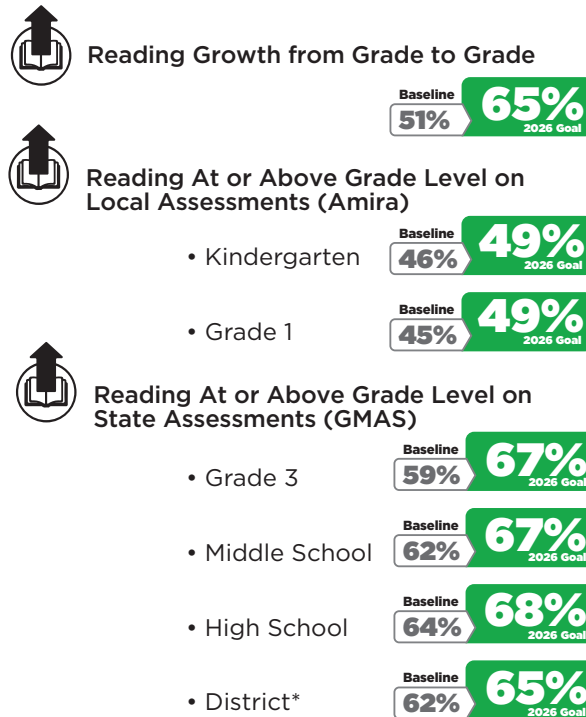 Reading Growth from Grade to Grade
Baseline
51%
65%
2026 Goal
Reading At or Above Grade Level on
Local Assessments (Amira)
• Kindergarten
Baseline
46%
49%
2026 Goal
• Grade 1
Baseline
45%
49%
2026 Goal
Reading At or Above Grade Level on
State Assessments (GMAS)
• Grade 3
Baseline
59%
67%
2026 Goal
• Middle School
Baseline
62%
67%
2026 Goal
• High School
Baseline
64%
68%
2026 Goal
• District*
Baseline
62%
65%
2026 Goal